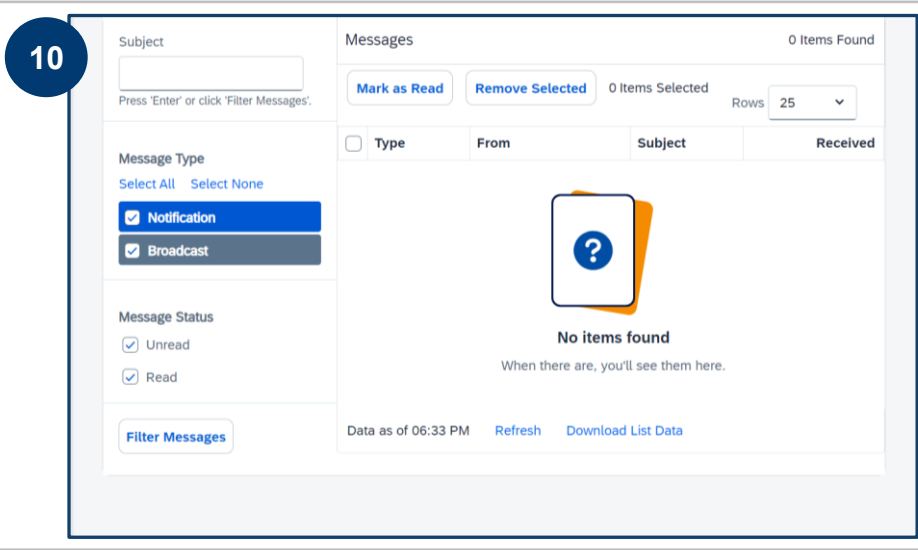 10
Subject
Press 'Enter' or click 'Filter Messages'.
Message Type
Select All Select None
Notification
Broadcast
Message Status
Unread
Read
Filter Messages
Messages 0 Items Found
Mark as Read Remove Selected 0 Items Selected
Rows 25
Type From Subject Received
?
No items found
When there are, you'll see them here.
Data as of 06:33 PM Refresh Download List Data